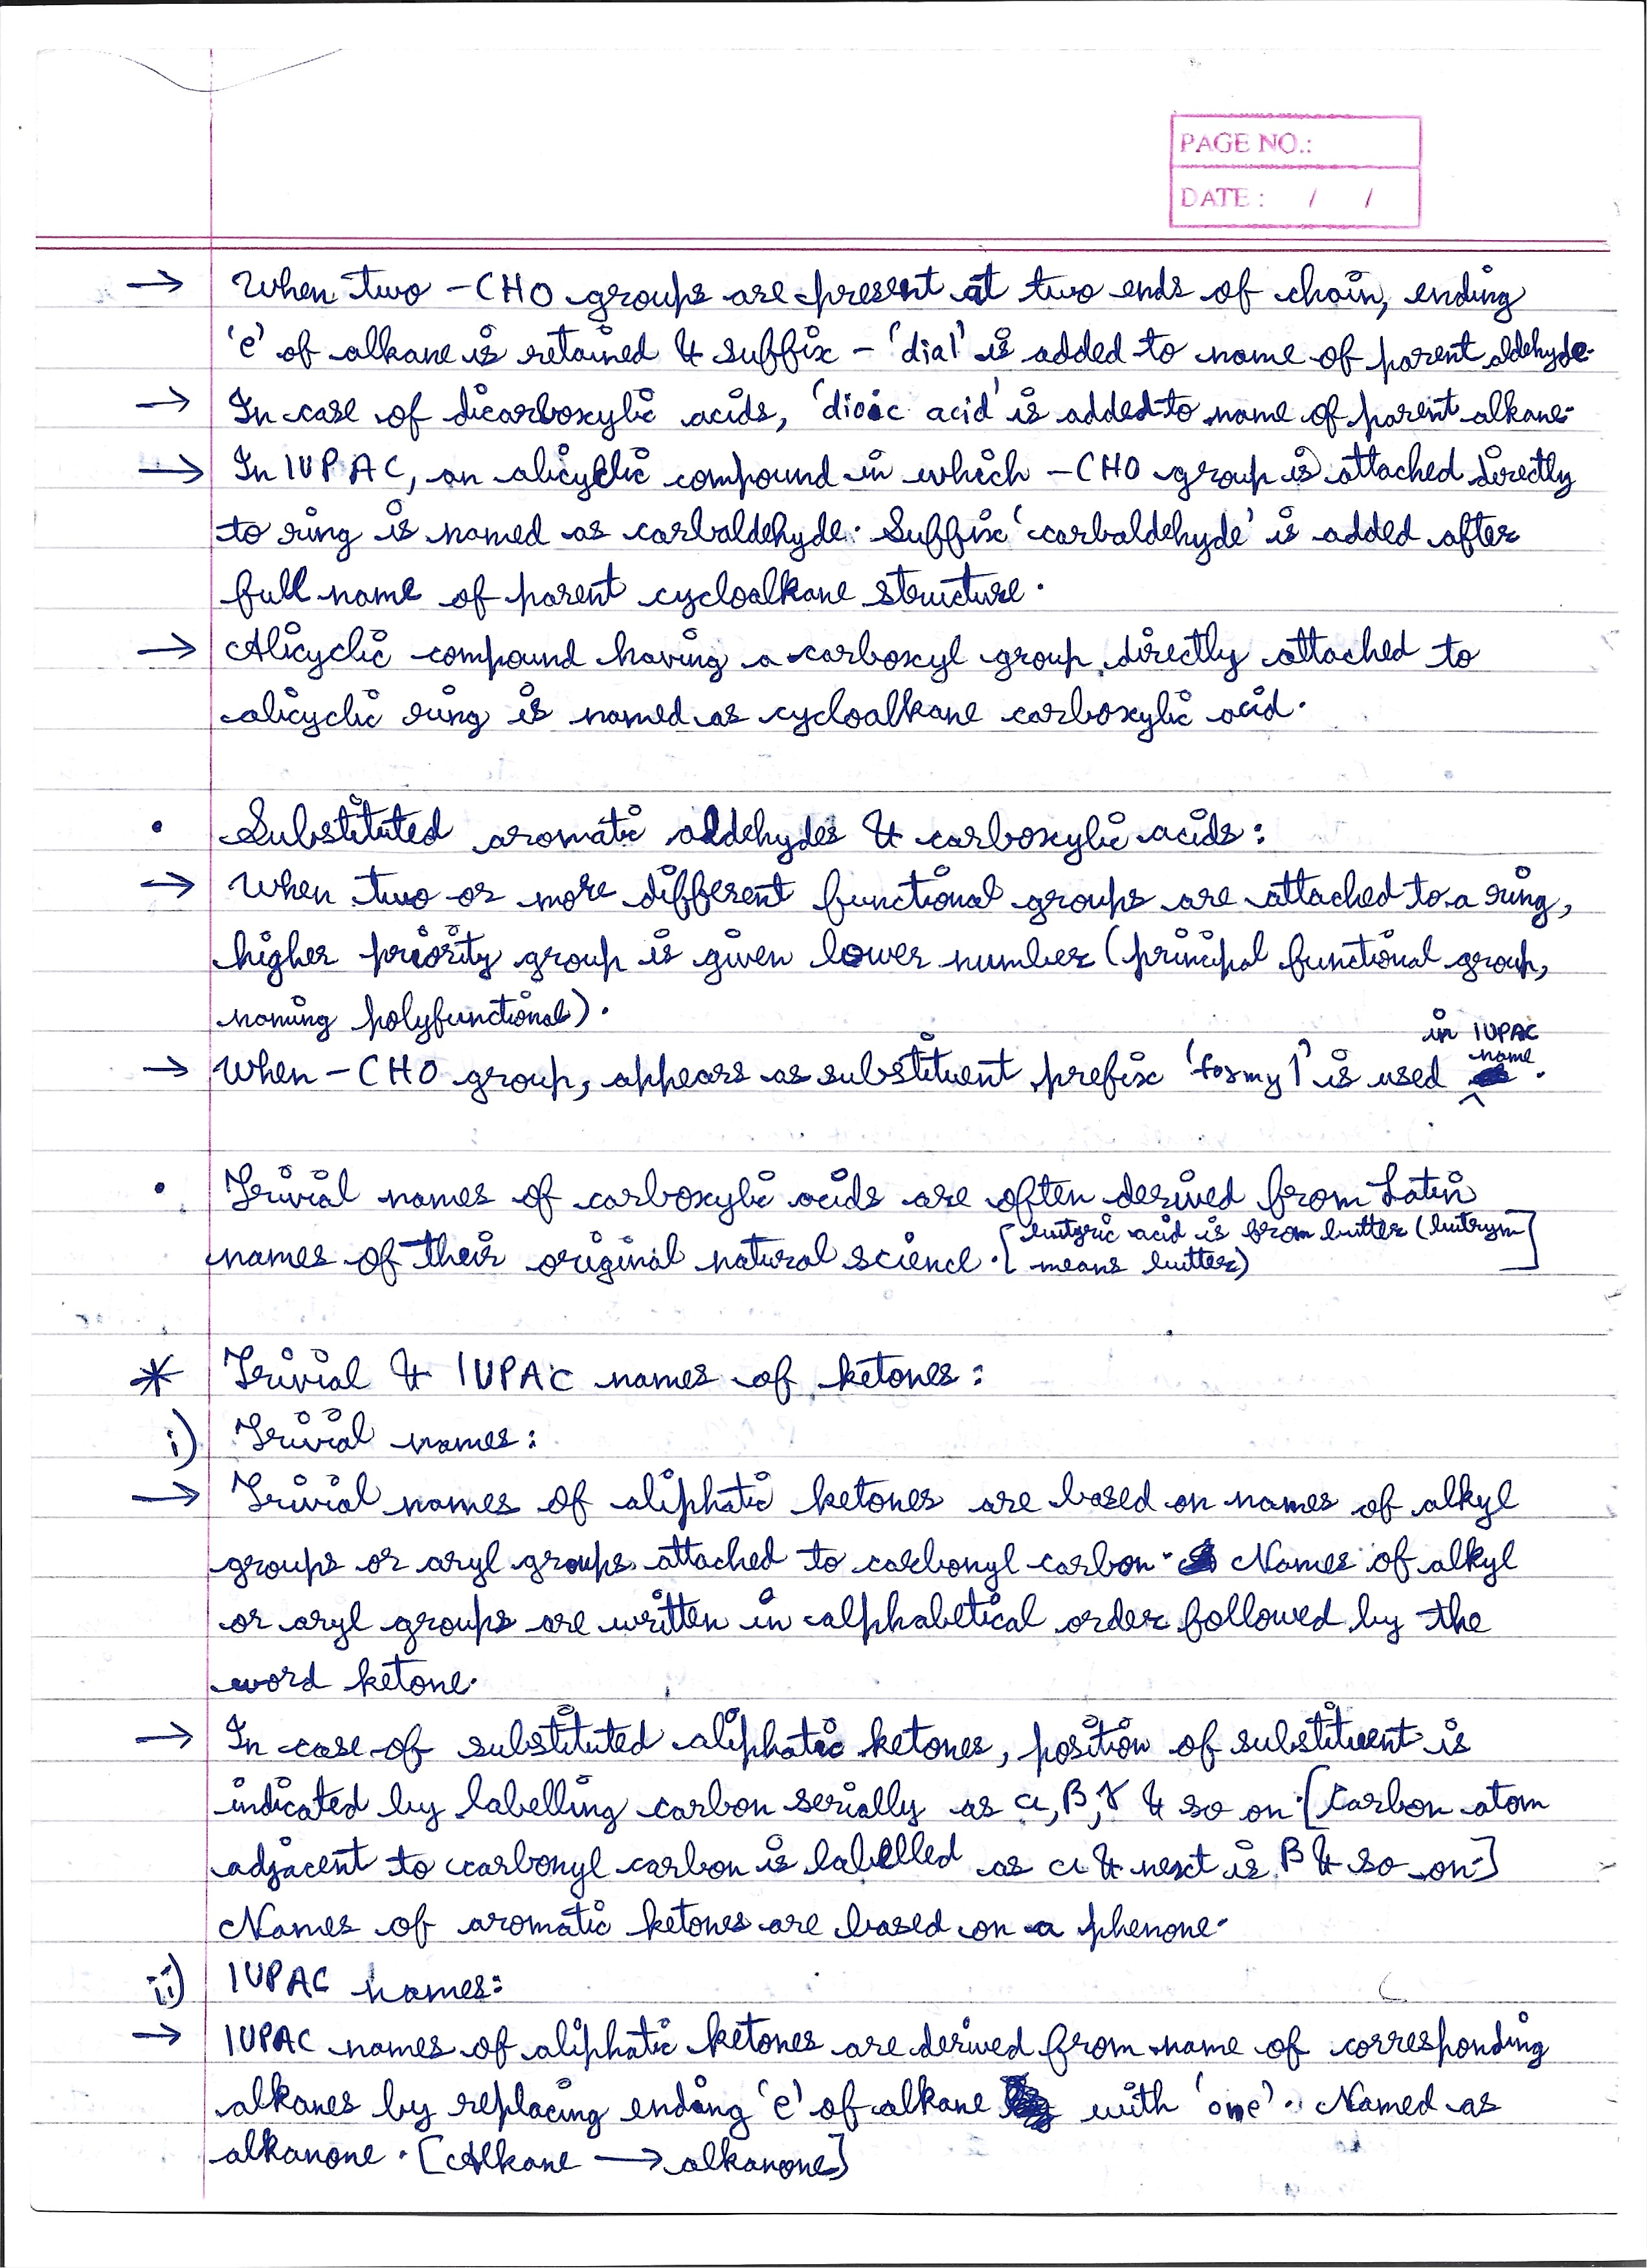 PAGE NO.:
DATE : / /
→ When two -CHO groups are present at two ends of chain, ending
'e' of alkane is retained & suffix - 'dial' is added to name of parent aldehyde.
→ In case of dicarboxylic acids, 'dioic acid' is added to name of parent alkane.
→ In IUPAC, an alicyclic compound in which -CHO group is attached directly
to ring is named as carbaldehyde. Suffix 'carbaldehyde' is added after
full name of parent cycloalkane structure.
→ Alicyclic compound having a carboxyl group directly attached to
alicyclic ring is named as cycloalkane carboxylic acid.
• Substituted aromatic aldehydes & carboxylic acids:
→ When two or more different functional groups are attached to a ring,
higher priority group is given lower number (principal functional group,
naming polyfunctional).
in IUPAC
→ When -CHO group, appears as substituent prefix 'formyl' is used name.
• Trivial names of carboxylic acids are often derived from Latin
names of their original natural science. [butyric acid is from butter (butrym
means butter)]
* Trivial & IUPAC names of ketones:
i) Trivial names:
→ Trivial names of aliphatic ketones are based on names of alkyl
groups or aryl groups attached to carbonyl carbon. Names of alkyl
or aryl groups are written in alphabetical order followed by the
word ketone.
→ In case of substituted aliphatic ketones, position of substituent is
indicated by labelling carbon serially as α, β, γ & so on. [Carbon atom
adjacent to carbonyl carbon is labelled as α & next is β & so on.]
Names of aromatic ketones are based on a phenone.
ii) IUPAC names:
→ IUPAC names of aliphatic ketones are derived from name of corresponding
alkanes by replacing ending 'e' of alkane with 'one'. Named as
alkanone. [Alkane → alkanone]